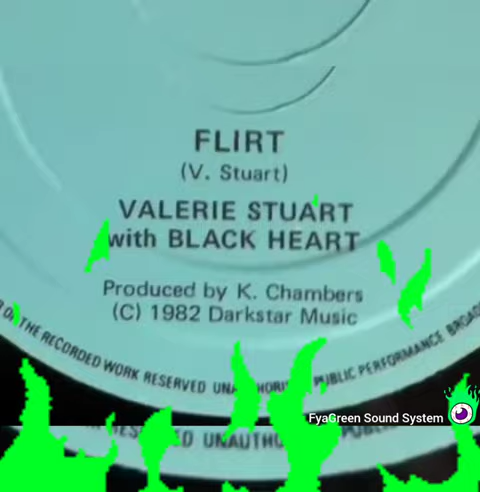 FLIRT
(V. Stuart)
VALERIE STUART
with BLACK HEART
Produced by K. Chambers
(C) 1982 Darkstar Music
THE RECORDED WORK RESERVED PUBLIC PERFORMANCE
FyaGreen Sound System